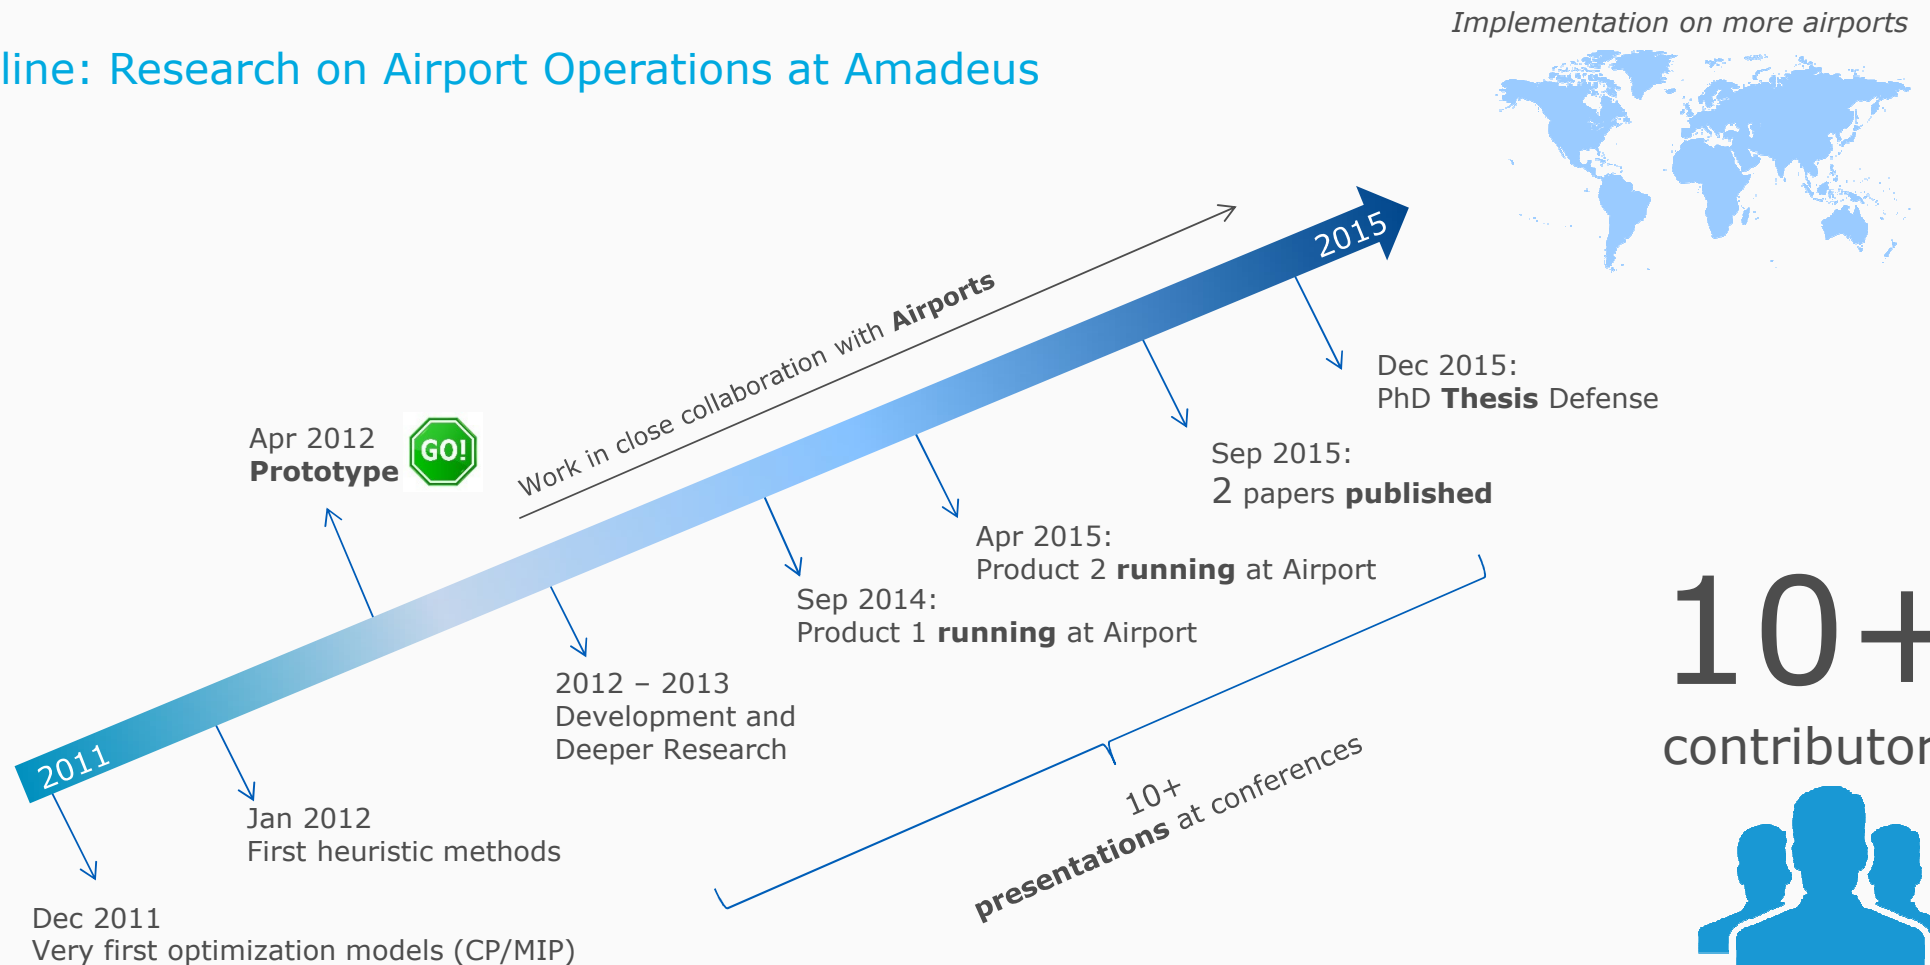 Implementation on more airports
line: Research on Airport Operations at Amadeus
2015
Work in close collaboration with Airports
Dec 2015:
PhD Thesis Defense
Apr 2012
Prototype
GO!
Sep 2015:
2 papers published
Apr 2015:
Product 2 running at Airport
Sep 2014:
Product 1 running at Airport
10+
contributor
2012 – 2013
Development and
Deeper Research
2011
10+
presentations at conferences
Jan 2012
First heuristic methods
Dec 2011
Very first optimization models (CP/MIP)